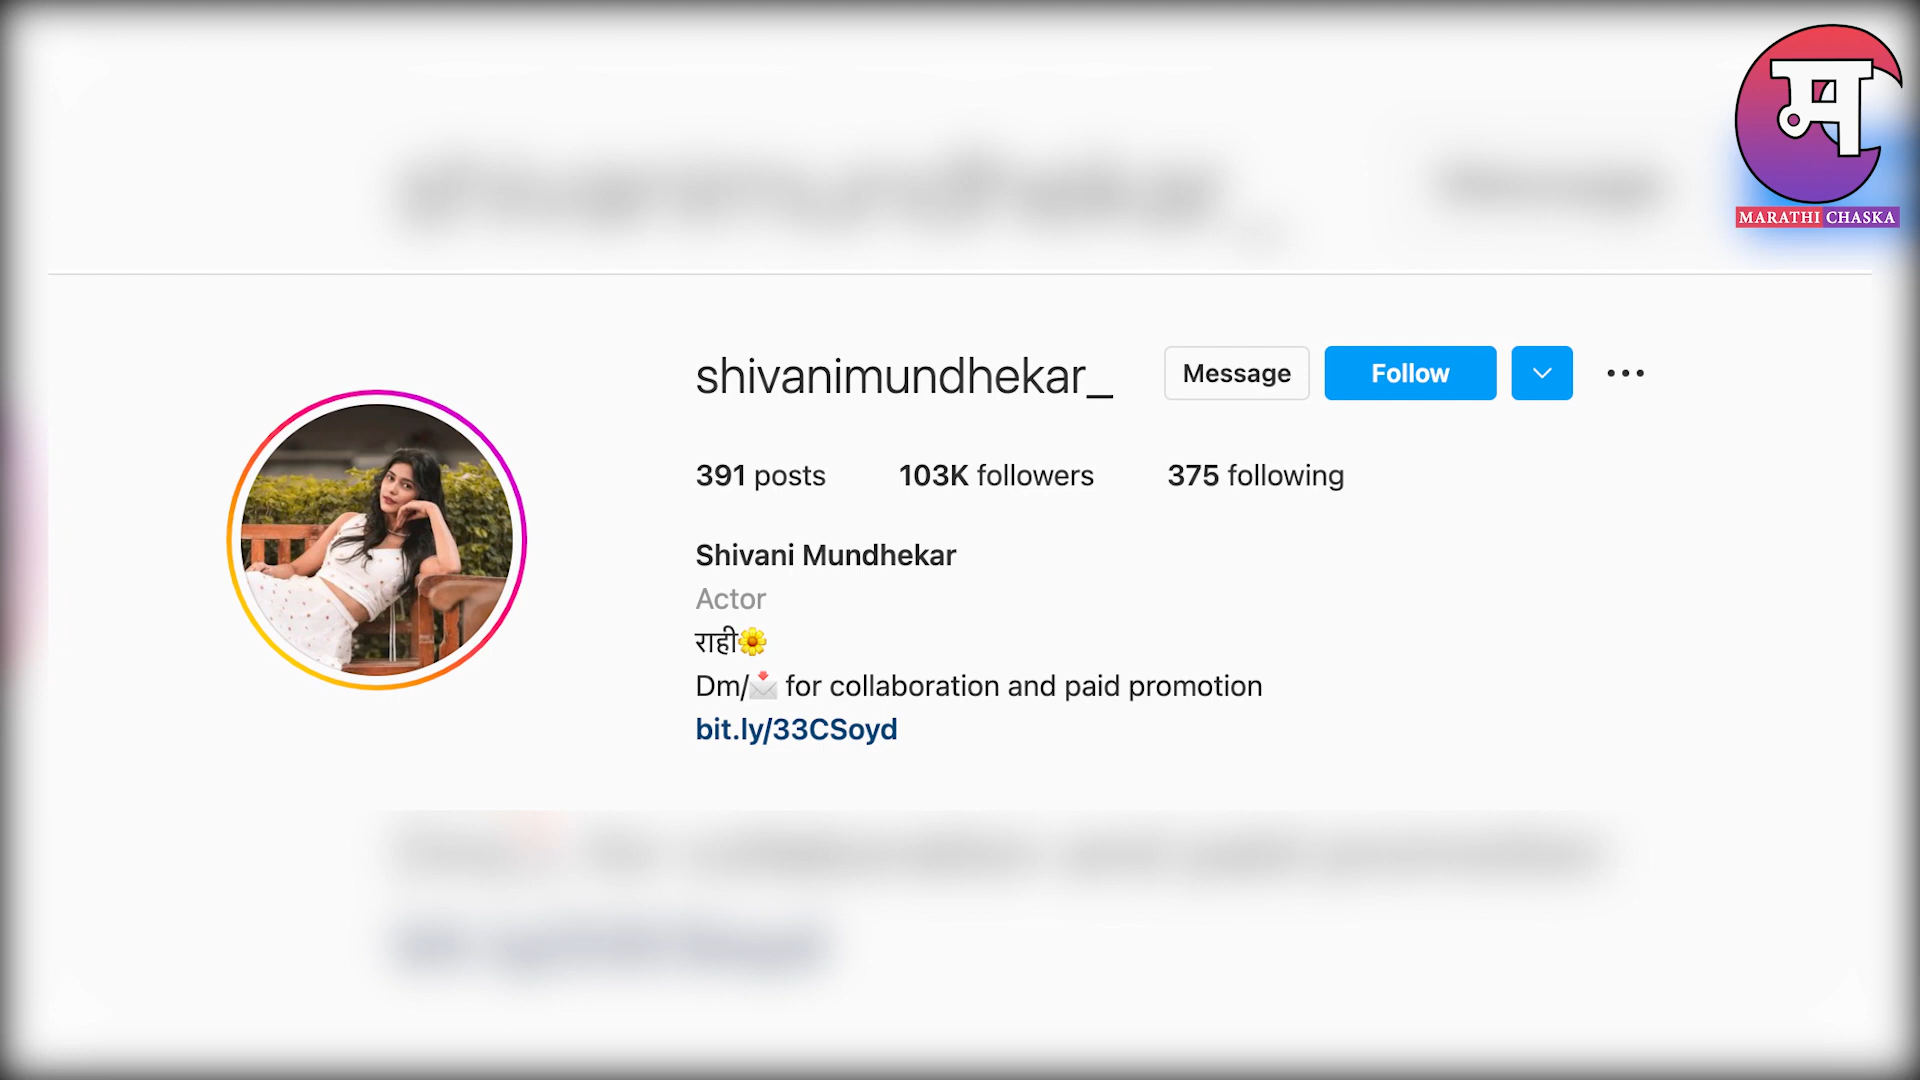 म
MARATHI CHASKA
shivanimundhekar_ Message Follow
391 posts 103K followers 375 following
Shivani Mundhekar
Actor
राही🌼
Dm/📩 for collaboration and paid promotion
bit.ly/33CSoyd